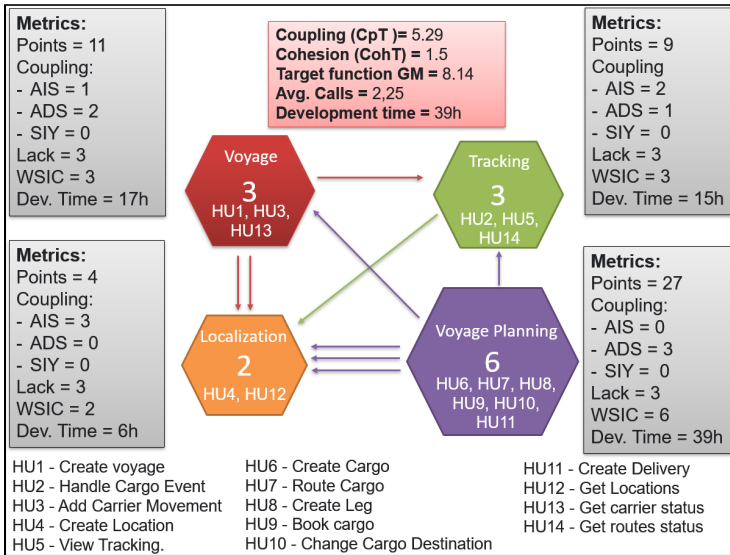 Metrics:
Points = 11
Coupling:
- AIS = 1
- ADS = 2
- SIY = 0
Lack = 3
WSIC = 3
Dev. Time = 17h
Coupling (CpT )= 5.29
Cohesion (CohT) = 1.5
Target function GM = 8.14
Avg. Calls = 2,25
Development time = 39h
Metrics:
Points = 9
Coupling
- AIS = 2
- ADS = 1
- SIY = 0
Lack = 3
WSIC = 3
Dev. Time = 15h
Voyage
3
HU1, HU3,
HU13
Tracking
3
HU2, HU5,
HU14
Metrics:
Points = 4
Coupling:
- AIS = 3
- ADS = 0
- SIY = 0
Lack = 3
WSIC = 2
Dev. Time = 6h
Localization
2
HU4, HU12
Voyage Planning
6
HU6, HU7, HU8,
HU9, HU10,
HU11
Metrics:
Points = 27
Coupling:
- AIS = 0
- ADS = 3
- SIY = 0
Lack = 3
WSIC = 6
Dev. Time = 39h
HU1 - Create voyage
HU2 - Handle Cargo Event
HU3 - Add Carrier Movement
HU4 - Create Location
HU5 - View Tracking.
HU6 - Create Cargo
HU7 - Route Cargo
HU8 - Create Leg
HU9 - Book cargo
HU10 - Change Cargo Destination
HU11 - Create Delivery
HU12 - Get Locations
HU13 - Get carrier status
HU14 - Get routes status